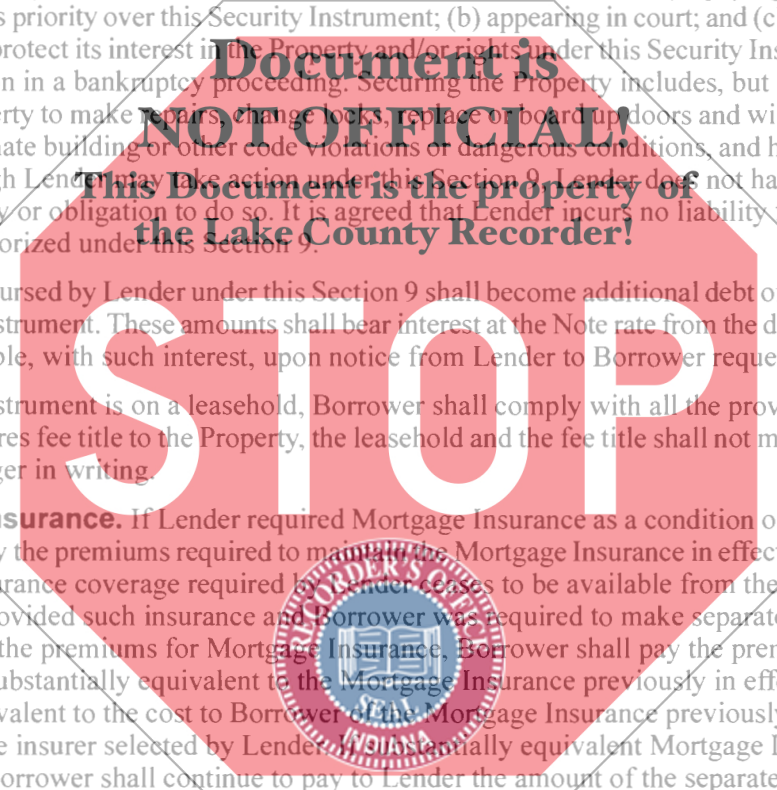 s priority over this Security Instrument; (b) appearing in court; and (c
protect its interest in the Property and/or rights under this Security Ins
n in a bankruptcy proceeding. Securing the Property includes, but
erty to make repairs, change locks, replace or board up doors and wi
nate building or other code violations or dangerous conditions, and h
gh Lender may take action under this Section 9, Lender does not ha
y or obligation to do so. It is agreed that Lender incurs no liability
orized under this Section 9.
Document is
NOT OFFICIAL!
This Document is the property of
the Lake County Recorder!
ursed by Lender under this Section 9 shall become additional debt o
strument. These amounts shall bear interest at the Note rate from the d
ble, with such interest, upon notice from Lender to Borrower reque
STOP
strument is on a leasehold, Borrower shall comply with all the prov
res fee title to the Property, the leasehold and the fee title shall not m
ger in writing.
nsurance. If Lender required Mortgage Insurance as a condition o
y the premiums required to maintain the Mortgage Insurance in effec
urance coverage required by Lender ceases to be available from the
ovided such insurance and Borrower was required to make separate
the premiums for Mortgage Insurance, Borrower shall pay the prem
ubstantially equivalent to the Mortgage Insurance previously in effe
valent to the cost to Borrower of the Mortgage Insurance previously
e insurer selected by Lender. If substantially equivalent Mortgage I
orrower shall continue to pay to Lender the amount of the separate
RECORDER'S OFFICE
SEAL
INDIANA